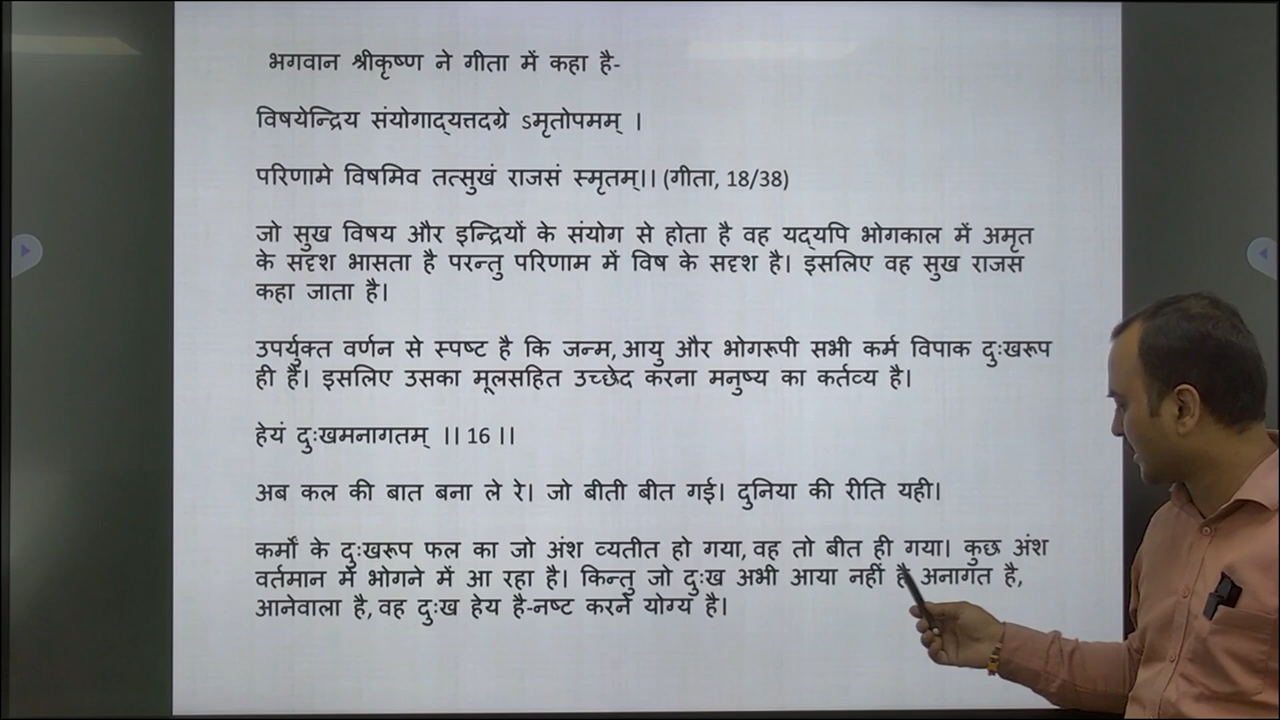 भगवान श्रीकृष्ण ने गीता में कहा है-
विषयेन्द्रिय संयोगाद्यत्तदग्रे ऽमृतोपमम् ।
परिणामे विषमिव तत्सुखं राजसं स्मृतम्।। (गीता, 18/38)
जो सुख विषय और इन्द्रियों के संयोग से होता है वह यद्यपि भोगकाल में अमृत
के सदृश भासता है परन्तु परिणाम में विष के सदृश है। इसलिए वह सुख राजस
कहा जाता है।
उपर्युक्त वर्णन से स्पष्ट है कि जन्म, आयु और भोगरूपी सभी कर्म विपाक दुःखरूप
ही हैं। इसलिए उसका मूलसहित उच्छेद करना मनुष्य का कर्तव्य है।
हेयं दुःखमनागतम् ।। 16 ।।
अब कल की बात बना ले रे। जो बीती बीत गई। दुनिया की रीति यही।
कर्मों के दुःखरूप फल का जो अंश व्यतीत हो गया, वह तो बीत ही गया। कुछ अंश
वर्तमान में भोगने में आ रहा है। किन्तु जो दुःख अभी आया नहीं है अनागत है,
आनेवाला है, वह दुःख हेय है-नष्ट करने योग्य है।